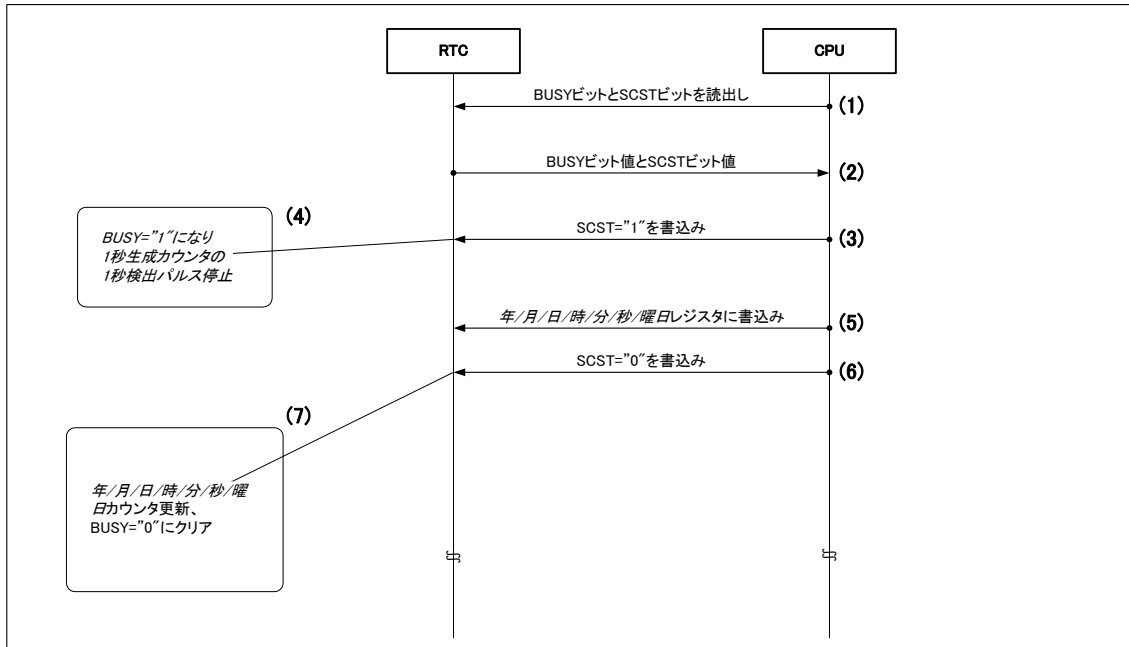 RTC
CPU
BUSYビットとSCSTビットを読出し
(1)
BUSYビット値とSCSTビット値
(2)
(4)
BUSY="1"になり
1秒生成カウンタの
1秒検出パルス停止
SCST="1"を書込み
(3)
年/月/日/時/分/秒/曜日レジスタに書込み
(5)
SCST="0"を書込み
(6)
(7)
年/月/日/時/分/秒/曜
日カウンタ更新、
BUSY="0"にクリア